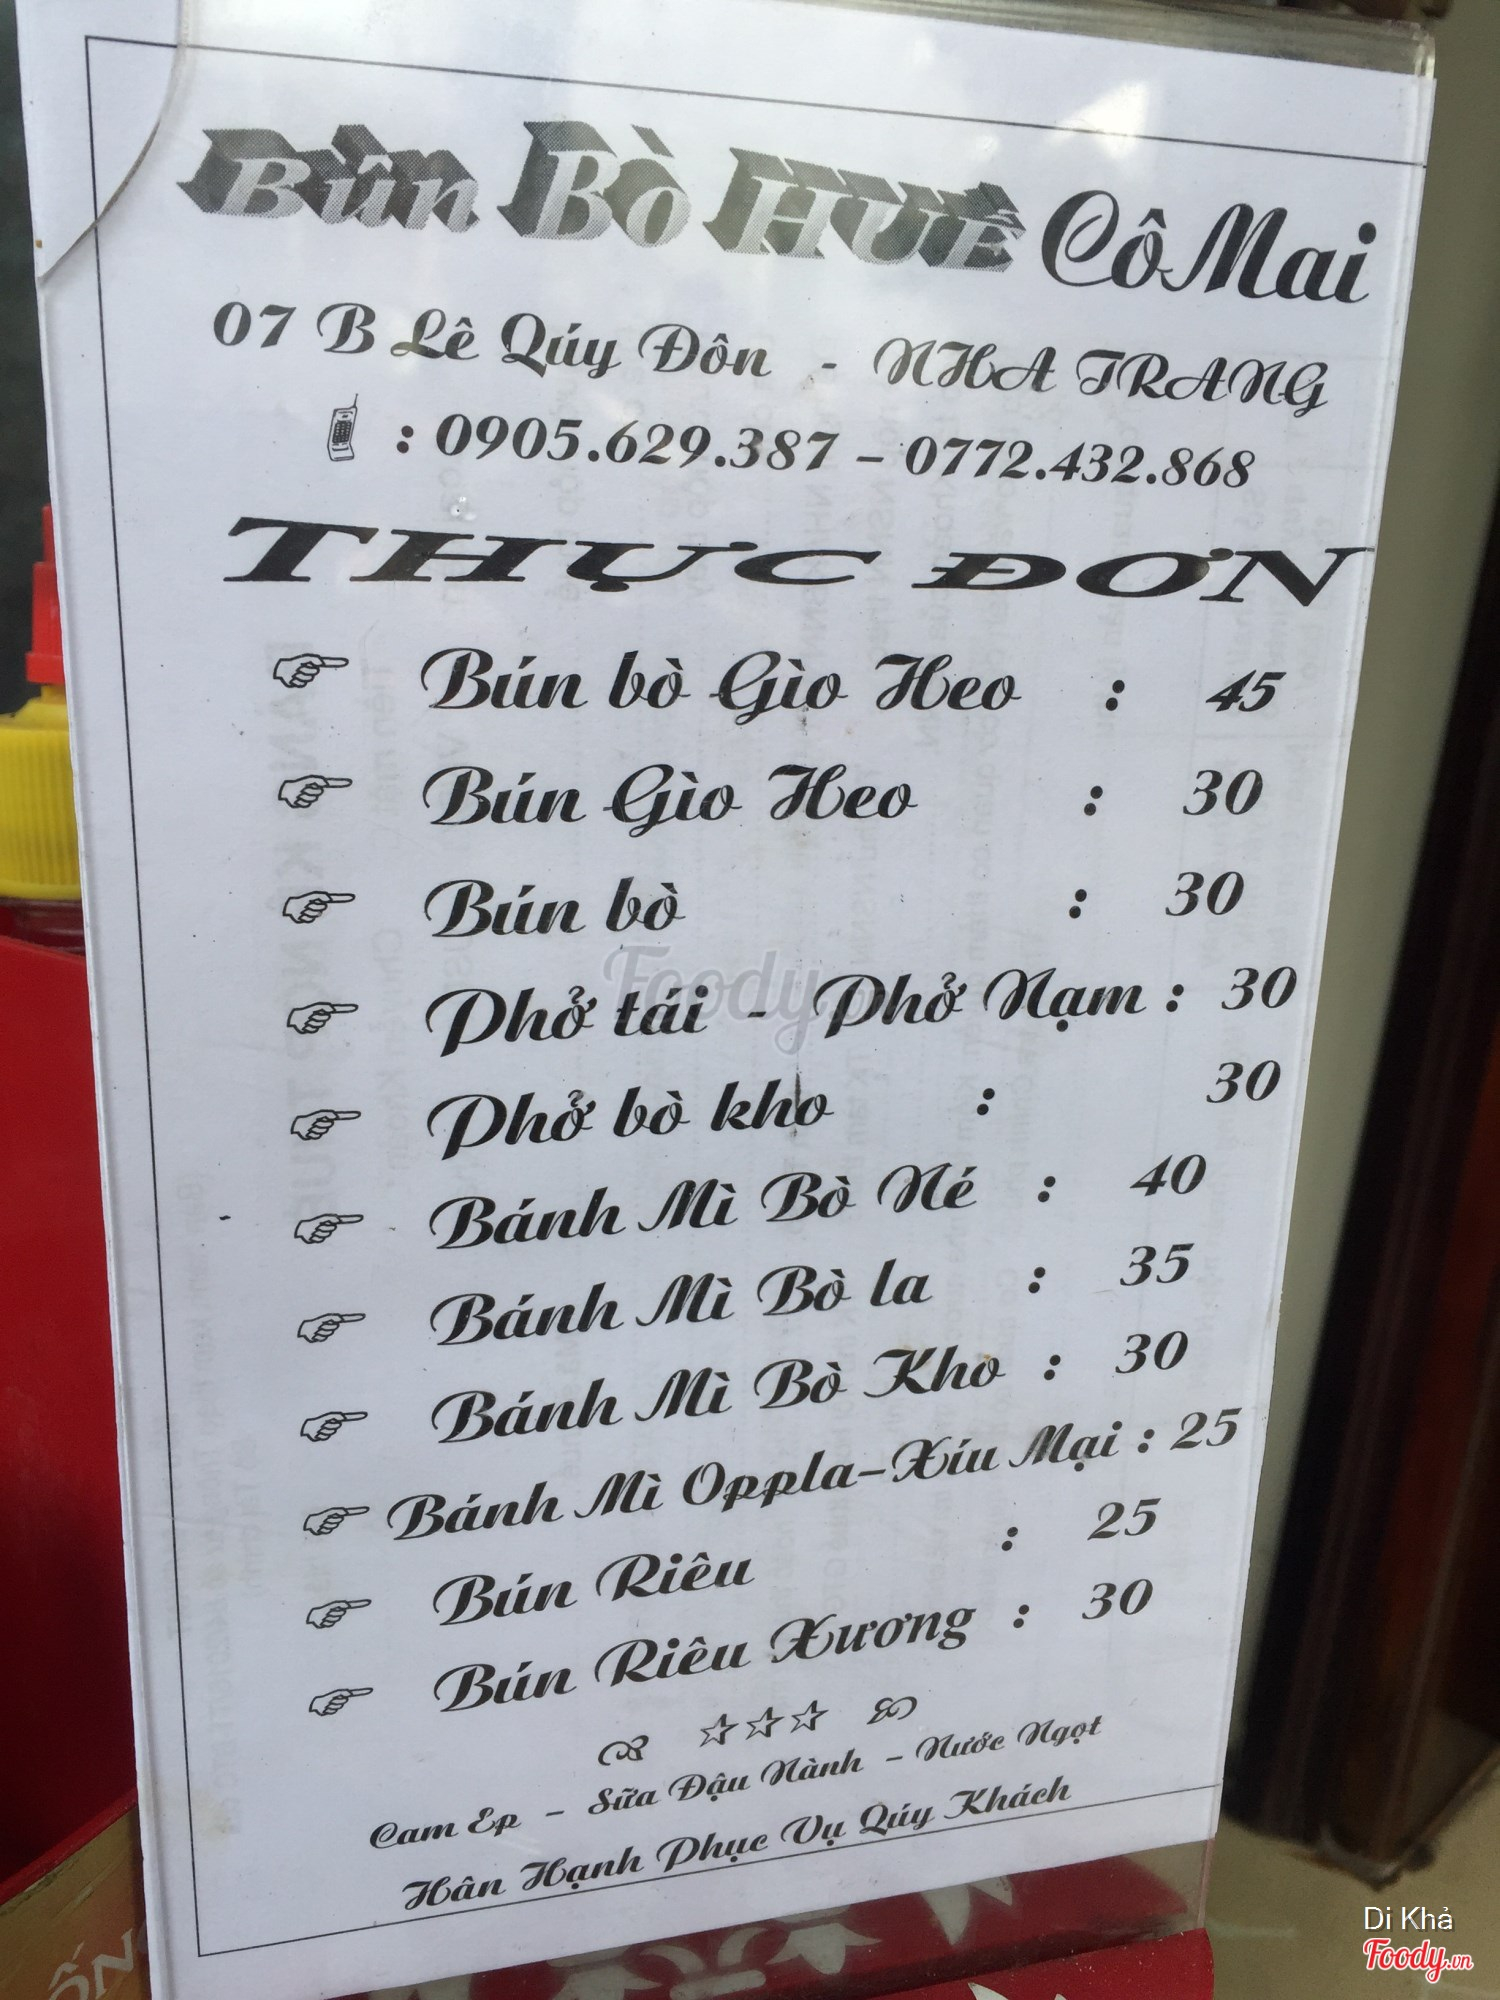 Bún Bò HUẾ Cô Mai
07 B Lê Qúy Đôn - NHA TRANG
: 0905.629.387 – 0772.432.868
THỰC ĐƠN
Bún bò Gìo Heo : 45
Bún Gìo Heo : 30
Bún bò : 30
Phở tái - Phở Nạm : 30
Phở bò kho : 30
Bánh Mì Bò Né : 40
Bánh Mì Bò la : 35
Bánh Mì Bò Kho : 30
Bánh Mì Oppla–Xíu Mại : 25
Bún Riêu : 25
Bún Riêu Xương : 30
Cam Ep – Sữa Đậu Nành – Nước Ngọt
Hân Hạnh Phục Vụ Qúy Khách
Foody.vn
Di Khả
Foody.vn